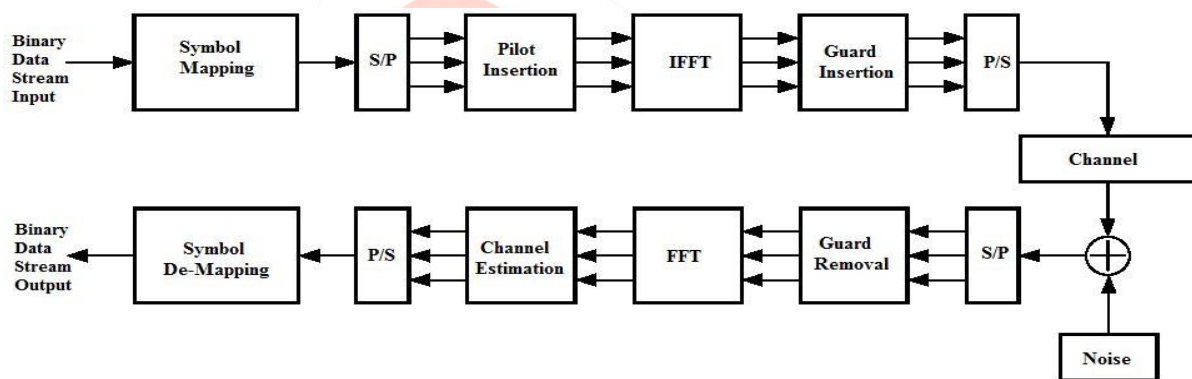 Binary
Data
Stream
Input
Symbol
Mapping
S/P
Pilot
Insertion
IFFT
Guard
Insertion
P/S
Channel
Binary
Data
Stream
Output
Symbol
De-Mapping
P/S
Channel
Estimation
FFT
Guard
Removal
S/P
Noise